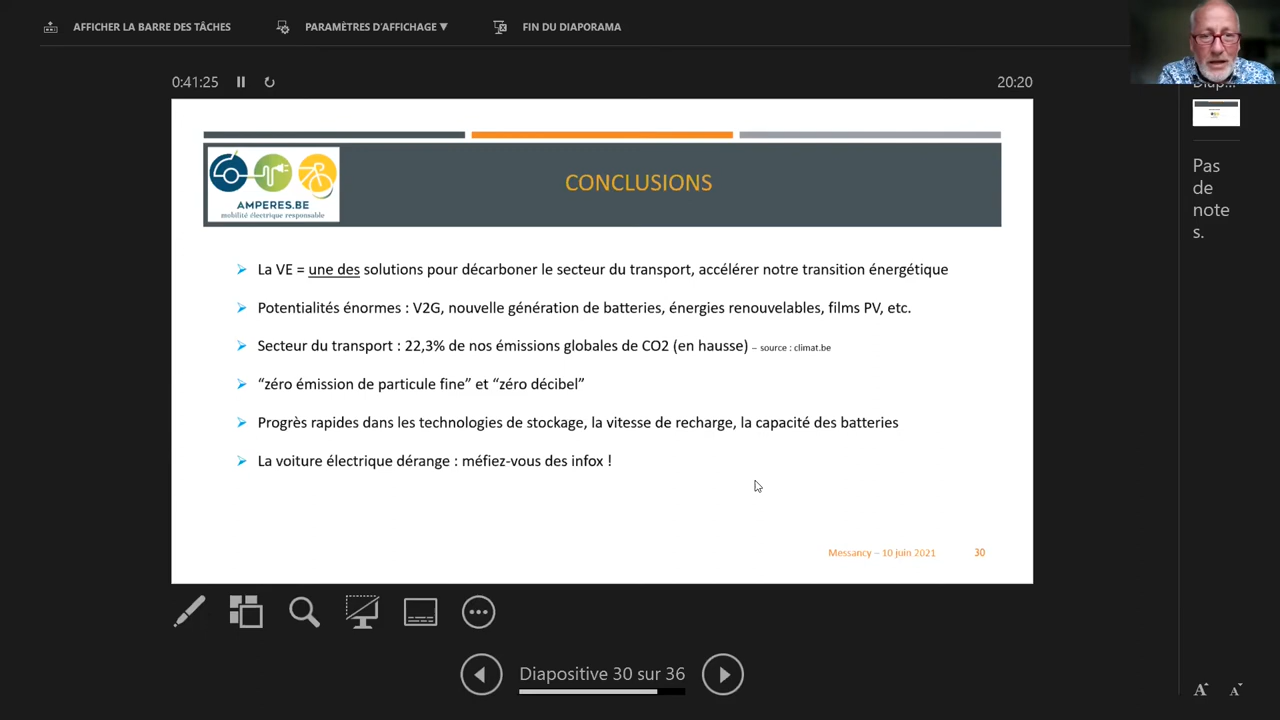 AFFICHER LA BARRE DES TÂCHES
PARAMÈTRES D'AFFICHAGE ▼
FIN DU DIAPORAMA
0:41:25
20:20
Diap...
AMPERES.BE
mobilité électrique responsable
CONCLUSIONS
La VE = une des solutions pour décarboner le secteur du transport, accélérer notre transition énergétique
Potentialités énormes : V2G, nouvelle génération de batteries, énergies renouvelables, films PV, etc.
Secteur du transport : 22,3% de nos émissions globales de CO2 (en hausse) – source : climat.be
“zéro émission de particule fine” et “zéro décibel”
Progrès rapides dans les technologies de stockage, la vitesse de recharge, la capacité des batteries
La voiture électrique dérange : méfiez-vous des infox !
Messancy – 10 juin 2021
30
Pas
de
note
s.
Diapositive 30 sur 36
A A